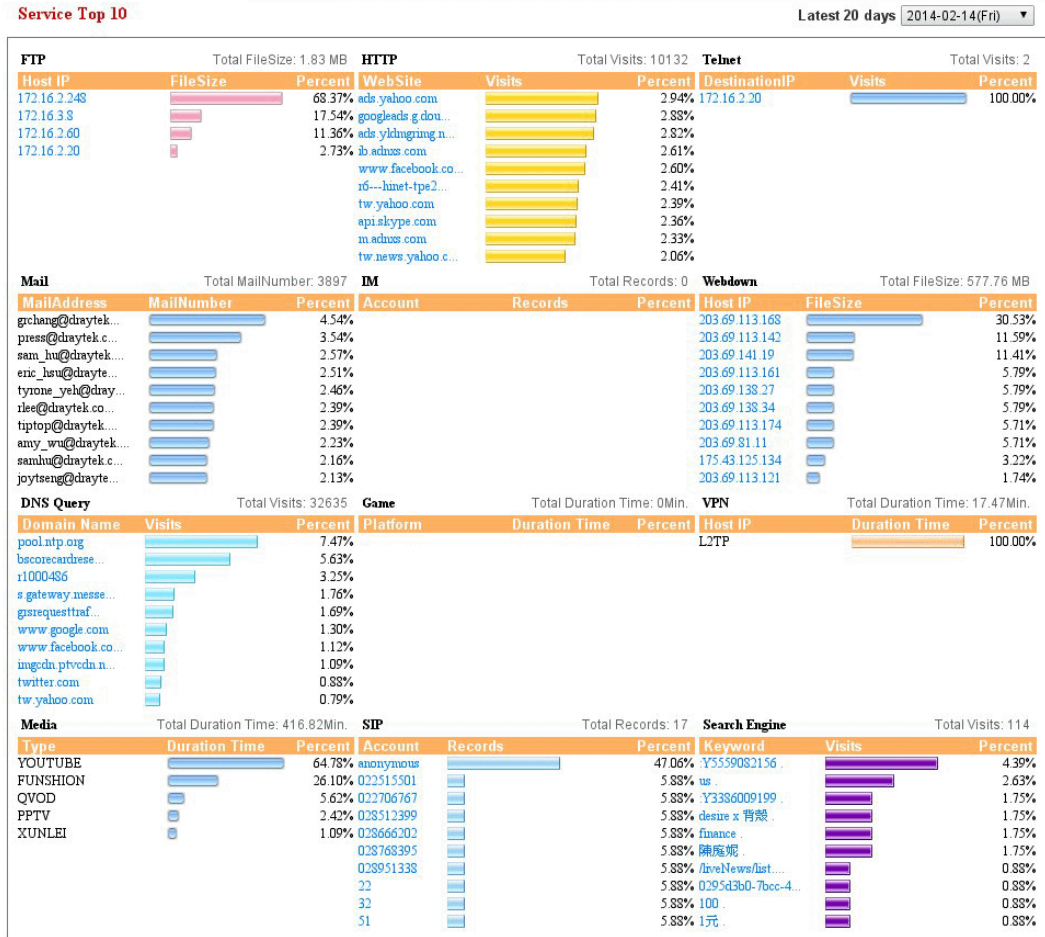 Service Top 10
Latest 20 days 2014-02-14(Fri)
FTP Total FileSize: 1.83 MB
Host IP FileSize Percent
172.16.2.248 68.37%
172.16.3.8 17.54%
172.16.2.60 11.36%
172.16.2.20 2.73%
HTTP Total Visits: 10132
WebSite Visits Percent
ads.yahoo.com 2.94%
googleads.g.dou... 2.88%
ads.yldmgrimg.n... 2.82%
ib.adnxs.com 2.61%
www.facebook.co... 2.60%
r6---hinet-tpe2... 2.41%
tw.yahoo.com 2.39%
api.skype.com 2.36%
m.adnxs.com 2.33%
tw.news.yahoo.c... 2.06%
Telnet Total Visits: 2
DestinationIP Visits Percent
172.16.2.20 100.00%
Mail Total MailNumber: 3897
MailAddress MailNumber Percent
grchang@draytek... 4.54%
press@draytek.c... 3.54%
sam_hu@draytek.... 2.57%
eric_hsu@drayte... 2.51%
tyrone_yeh@dray... 2.46%
rlee@draytek.co... 2.39%
tiptop@draytek.... 2.39%
amy_wu@draytek.... 2.23%
samhu@draytek.c... 2.16%
joytseng@drayte... 2.13%
IM Total Records: 0
Account Records Percent
Webdown Total FileSize: 577.76 MB
Host IP FileSize Percent
203.69.113.168 30.53%
203.69.113.142 11.59%
203.69.141.19 11.41%
203.69.113.161 5.79%
203.69.138.27 5.79%
203.69.138.34 5.79%
203.69.113.174 5.71%
203.69.81.11 5.71%
175.43.125.134 3.22%
203.69.113.121 1.74%
DNS Query Total Visits: 32635
Domain Name Visits Percent
pool.ntp.org 7.47%
bscorecardrese... 5.63%
r1000486 3.25%
s.gateway.messe... 1.76%
grsrequesttraf... 1.69%
www.google.com 1.30%
www.facebook.co... 1.12%
imgcdn.ptvcdn.n... 1.09%
twitter.com 0.88%
tw.yahoo.com 0.79%
Game Total Duration Time: 0Min.
Platform Duration Time Percent
VPN Total Duration Time: 17.47Min.
Host IP Duration Time Percent
L2TP 100.00%
Media Total Duration Time: 416.82Min.
Type Duration Time Percent
YOUTUBE 64.78%
FUNSHION 26.10%
QVOD 5.62%
PPTV 2.42%
XUNLEI 1.09%
SIP Total Records: 17
Account Records Percent
anonymous 47.06%
022515501 5.88%
022706767 5.88%
028512399 5.88%
028666202 5.88%
028768395 5.88%
028951338 5.88%
22 5.88%
32 5.88%
51 5.88%
Search Engine Total Visits: 114
Keyword Visits Percent
:Y5559082156 . 4.39%
us . 2.63%
:Y3386009199 . 1.75%
desire x 背殼 . 1.75%
finance . 1.75%
陳庭妮 . 1.75%
/liveNews/list.... 0.88%
0295d3b0-7bcc-4... 0.88%
100 . 0.88%
1元 . 0.88%